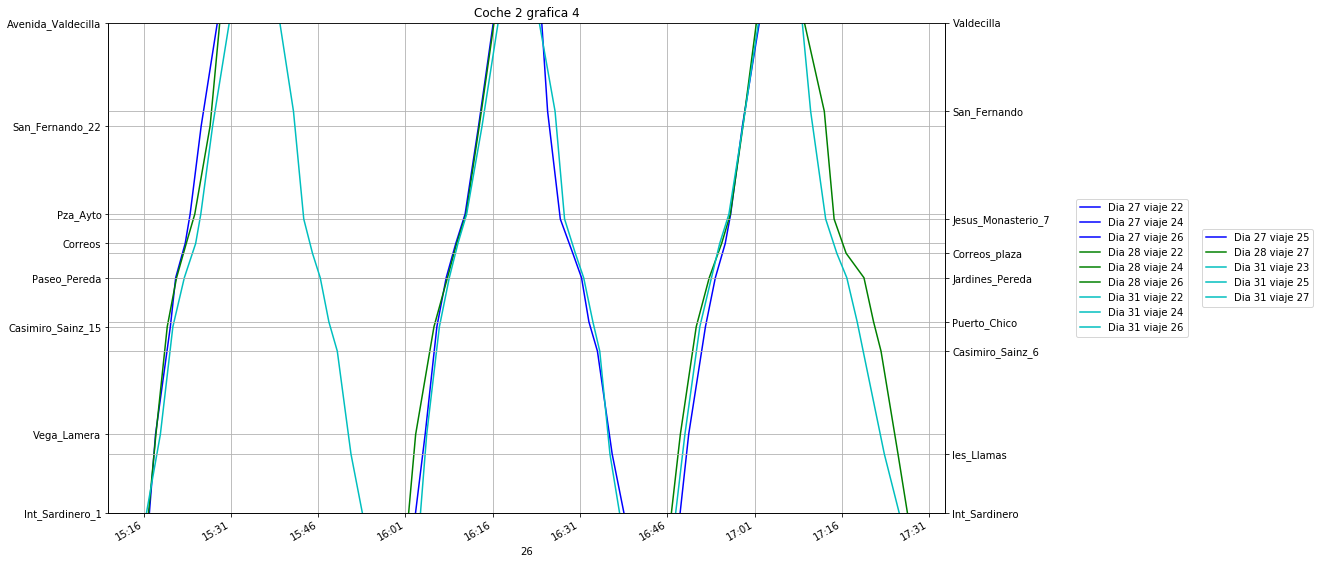 Coche 2 grafica 4
Avenida_Valdecilla
San_Fernando_22
Pza_Ayto
Correos
Paseo_Pereda
Casimiro_Sainz_15
Vega_Lamera
Int_Sardinero_1
Valdecilla
San_Fernando
Jesus_Monasterio_7
Correos_plaza
Jardines_Pereda
Puerto_Chico
Casimiro_Sainz_6
Ies_Llamas
Int_Sardinero
15:16
15:31
15:46
16:01
16:16
16:31
16:46
17:01
17:16
17:31
26
Dia 27 viaje 22
Dia 27 viaje 24
Dia 27 viaje 26
Dia 28 viaje 22
Dia 28 viaje 24
Dia 28 viaje 26
Dia 31 viaje 22
Dia 31 viaje 24
Dia 31 viaje 26
Dia 27 viaje 25
Dia 28 viaje 27
Dia 31 viaje 23
Dia 31 viaje 25
Dia 31 viaje 27